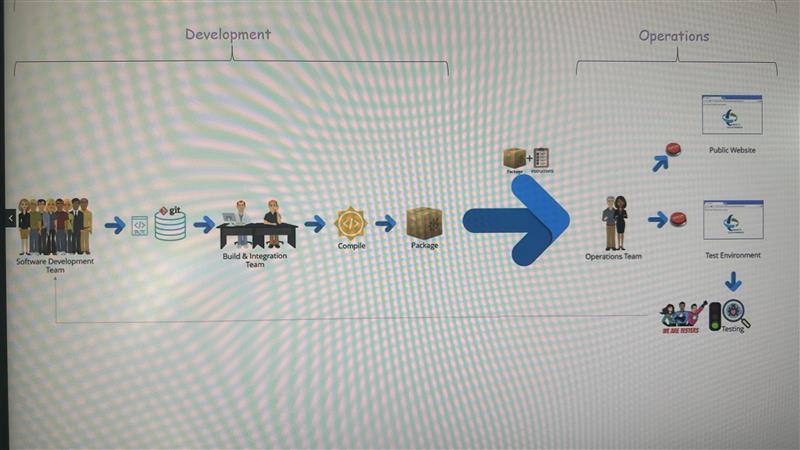 Development
Operations
Package
+
Instructions
Public Website
git
Software Development
Team
Build & Integration
Team
Compile
Package
Operations Team
Test Environment
WE ARE TESTERS
Testing